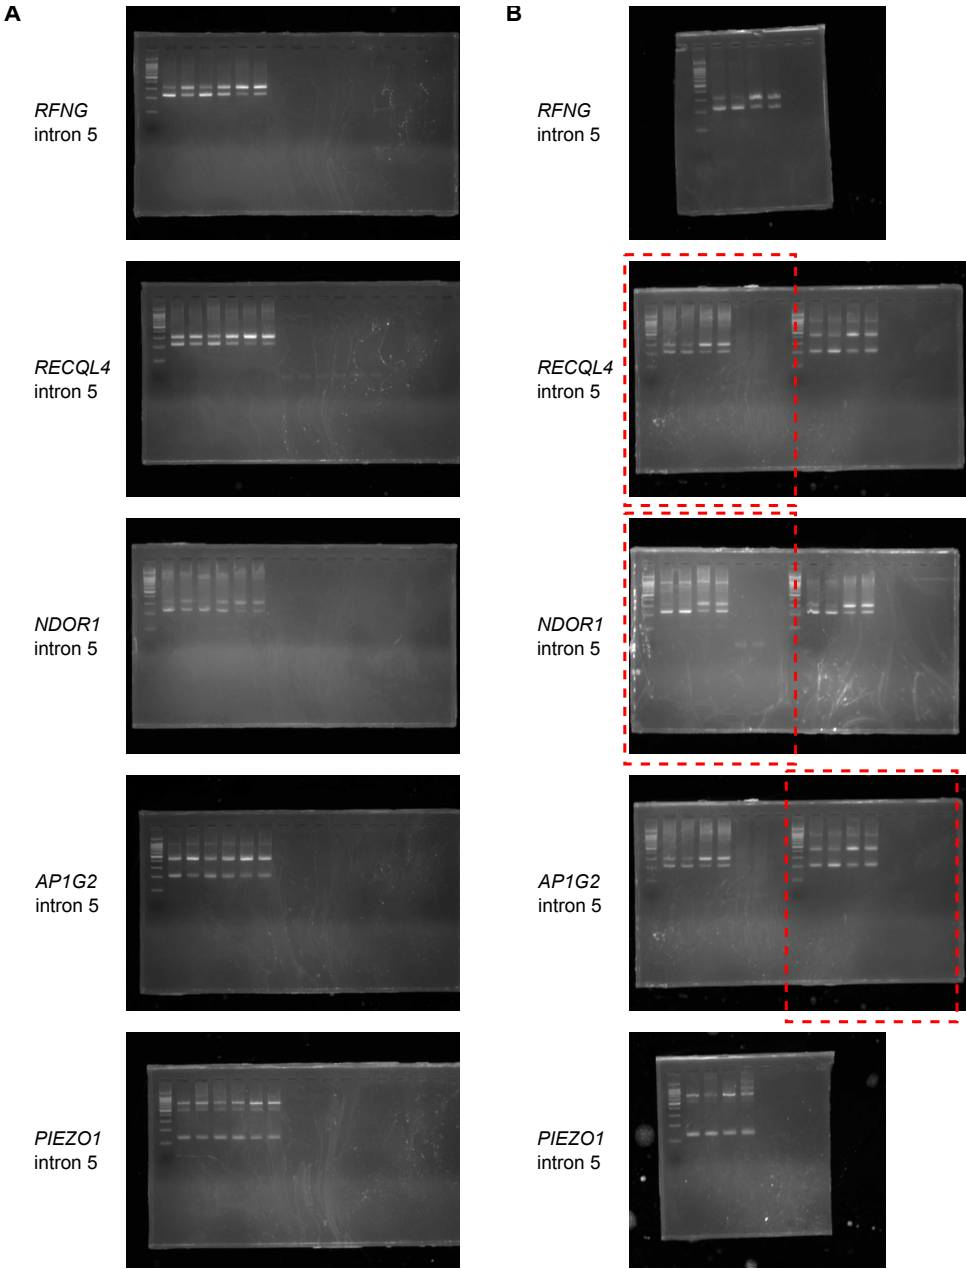 A
B
RFNG
intron 5
RFNG
intron 5
RECQL4
intron 5
RECQL4
intron 5
NDOR1
intron 5
NDOR1
intron 5
AP1G2
intron 5
AP1G2
intron 5
PIEZO1
intron 5
PIEZO1
intron 5